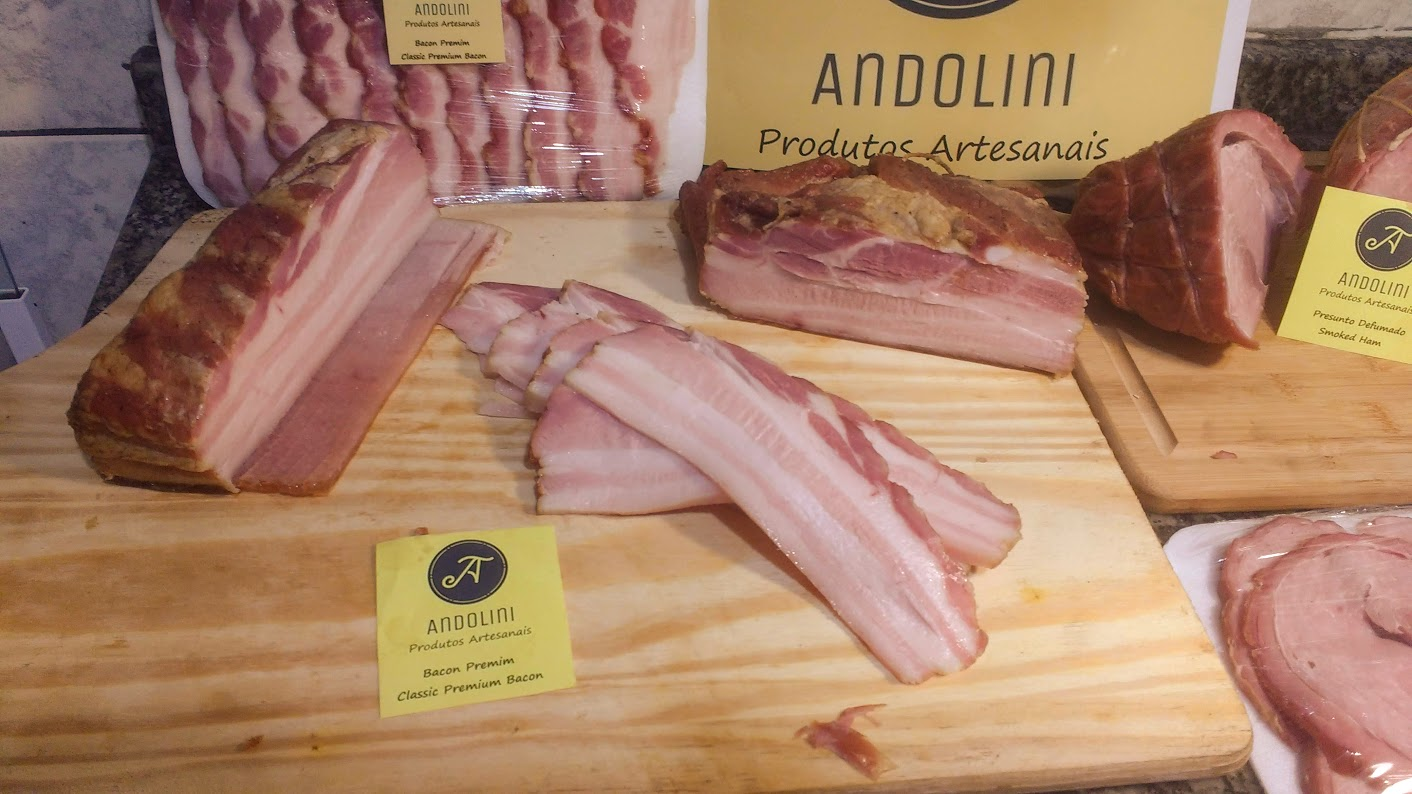 ANDOLINI
Produtos Artesanais
Bacon Premim
Classic Premium Bacon
ANDOLINI
Produtos Artesanais
A
ANDOLINI
Produtos Artesanais
Presunto Defumado
Smoked Ham
A
ANDOLINI
Produtos Artesanais
Bacon Premim
Classic Premium Bacon